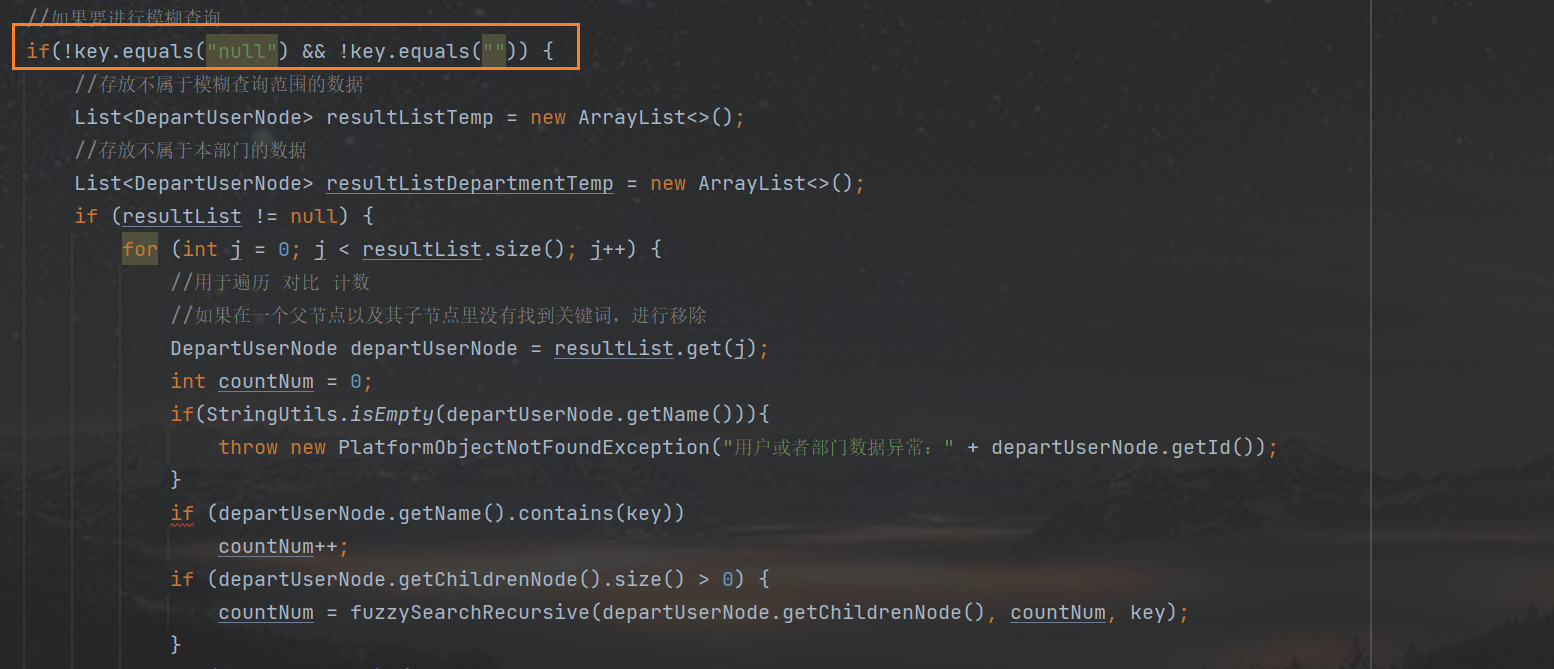 //如果要进行模糊查询
if(!key.equals("null") && !key.equals("")) {
//存放不属于模糊查询范围的数据
List<DepartUserNode> resultListTemp = new ArrayList<>();
//存放不属于本部门的数据
List<DepartUserNode> resultListDepartmentTemp = new ArrayList<>();
if (resultList != null) {
for (int j = 0; j < resultList.size(); j++) {
//用于遍历 对比 计数
//如果在一个父节点以及其子节点里没有找到关键词，进行移除
DepartUserNode departUserNode = resultList.get(j);
int countNum = 0;
if(StringUtils.isEmpty(departUserNode.getName())){
throw new PlatformObjectNotFoundException("用户或者部门数据异常：" + departUserNode.getId());
}
if (departUserNode.getName().contains(key))
countNum++;
if (departUserNode.getChildrenNode().size() > 0) {
countNum = fuzzySearchRecursive(departUserNode.getChildrenNode(), countNum, key);
}